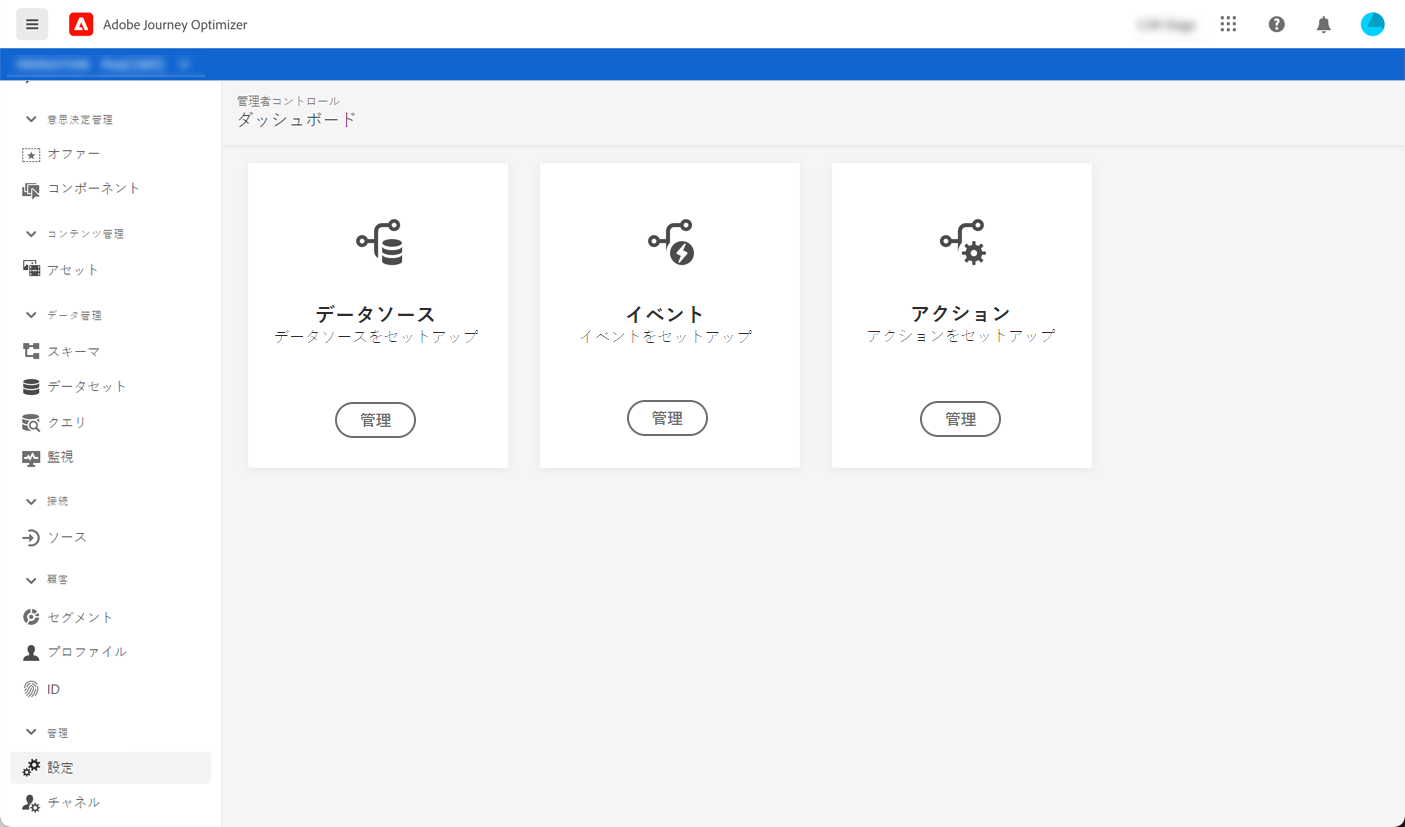 Adobe Journey Optimizer
意思決定管理
オファー
コンポーネント
コンテンツ管理
アセット
データ管理
スキーマ
データセット
クエリ
監視
接続
ソース
顧客
セグメント
プロファイル
ID
管理
設定
チャネル
管理者コントロール
ダッシュボード
データソース
データソースをセットアップ
管理
イベント
イベントをセットアップ
管理
アクション
アクションをセットアップ
管理